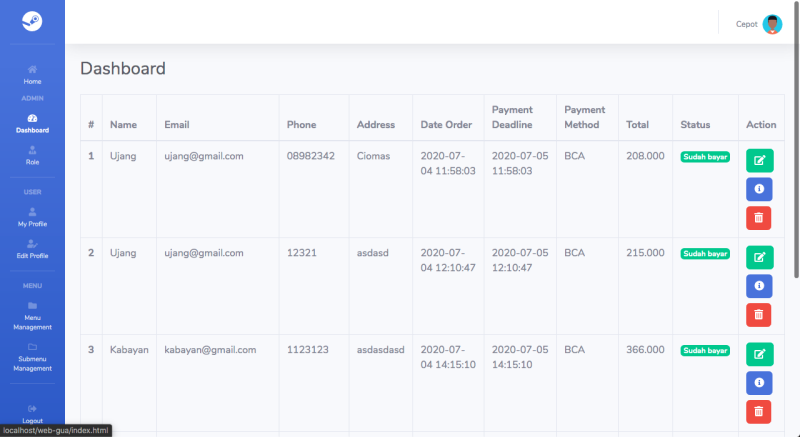 Cepot
Home
ADMIN
Dashboard
Role
USER
My Profile
Edit Profile
MENU
Menu
Management
Submenu
Management
Logout
localhost/web-gua/index.html
Dashboard
# Name Email Phone Address Date Order Payment Deadline Payment Method Total Status Action
1 Ujang ujang@gmail.com 08982342 Ciomas 2020-07- 2020-07-05 BCA 208.000 Sudah bayar
04 11:58:03 11:58:03
2 Ujang ujang@gmail.com 12321 asdasd 2020-07- 2020-07-05 BCA 215.000 Sudah bayar
04 12:10:47 12:10:47
3 Kabayan kabayan@gmail.com 1123123 asdasdasd 2020-07- 2020-07-05 BCA 366.000 Sudah bayar
04 14:15:10 14:15:10